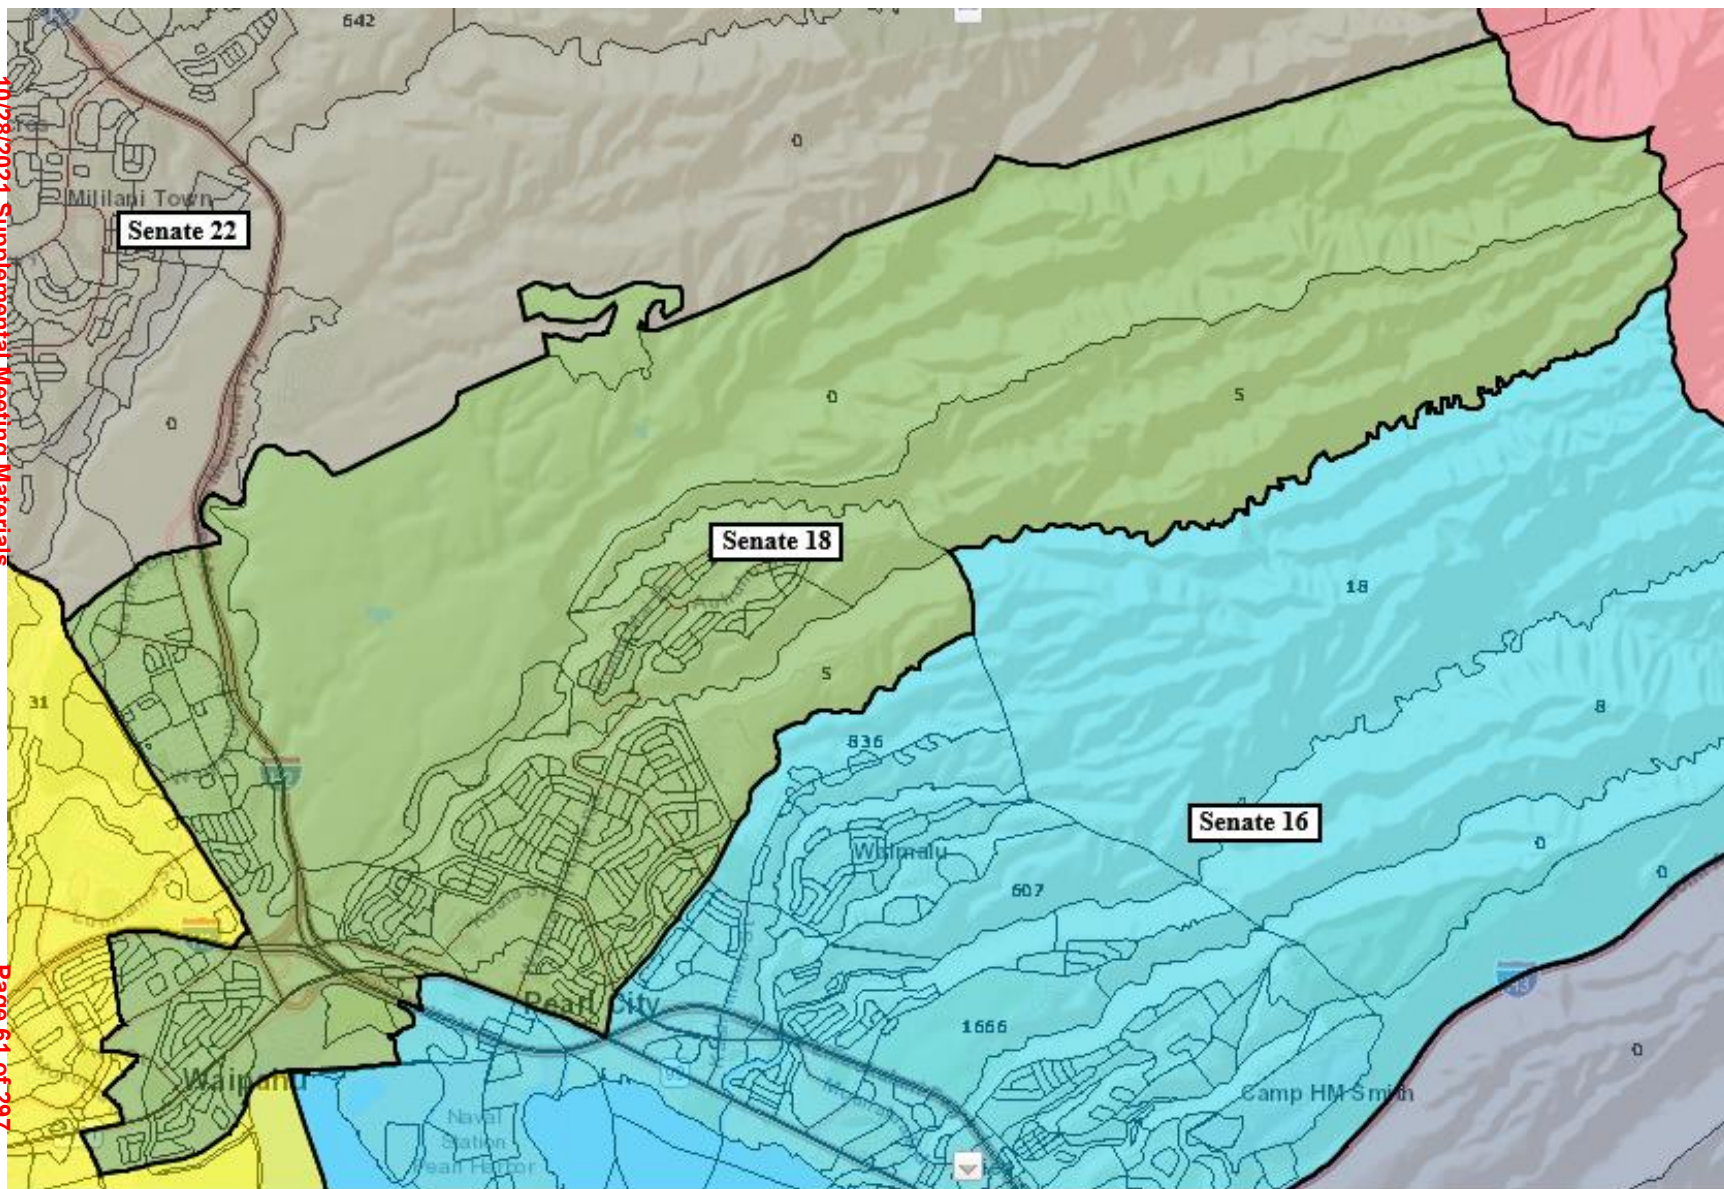 10/28/2021 Supplemental Meeting Materials
Page 61 of 297
642
0
Mililani Town
Senate 22
0
0
5
Senate 18
18
31
5
8
836
Senate 16
Waimalu
0
607
0
Pearl City
1666
0
Waipahu
Camp HM Smith
Naval
Station
Pearl Harbor